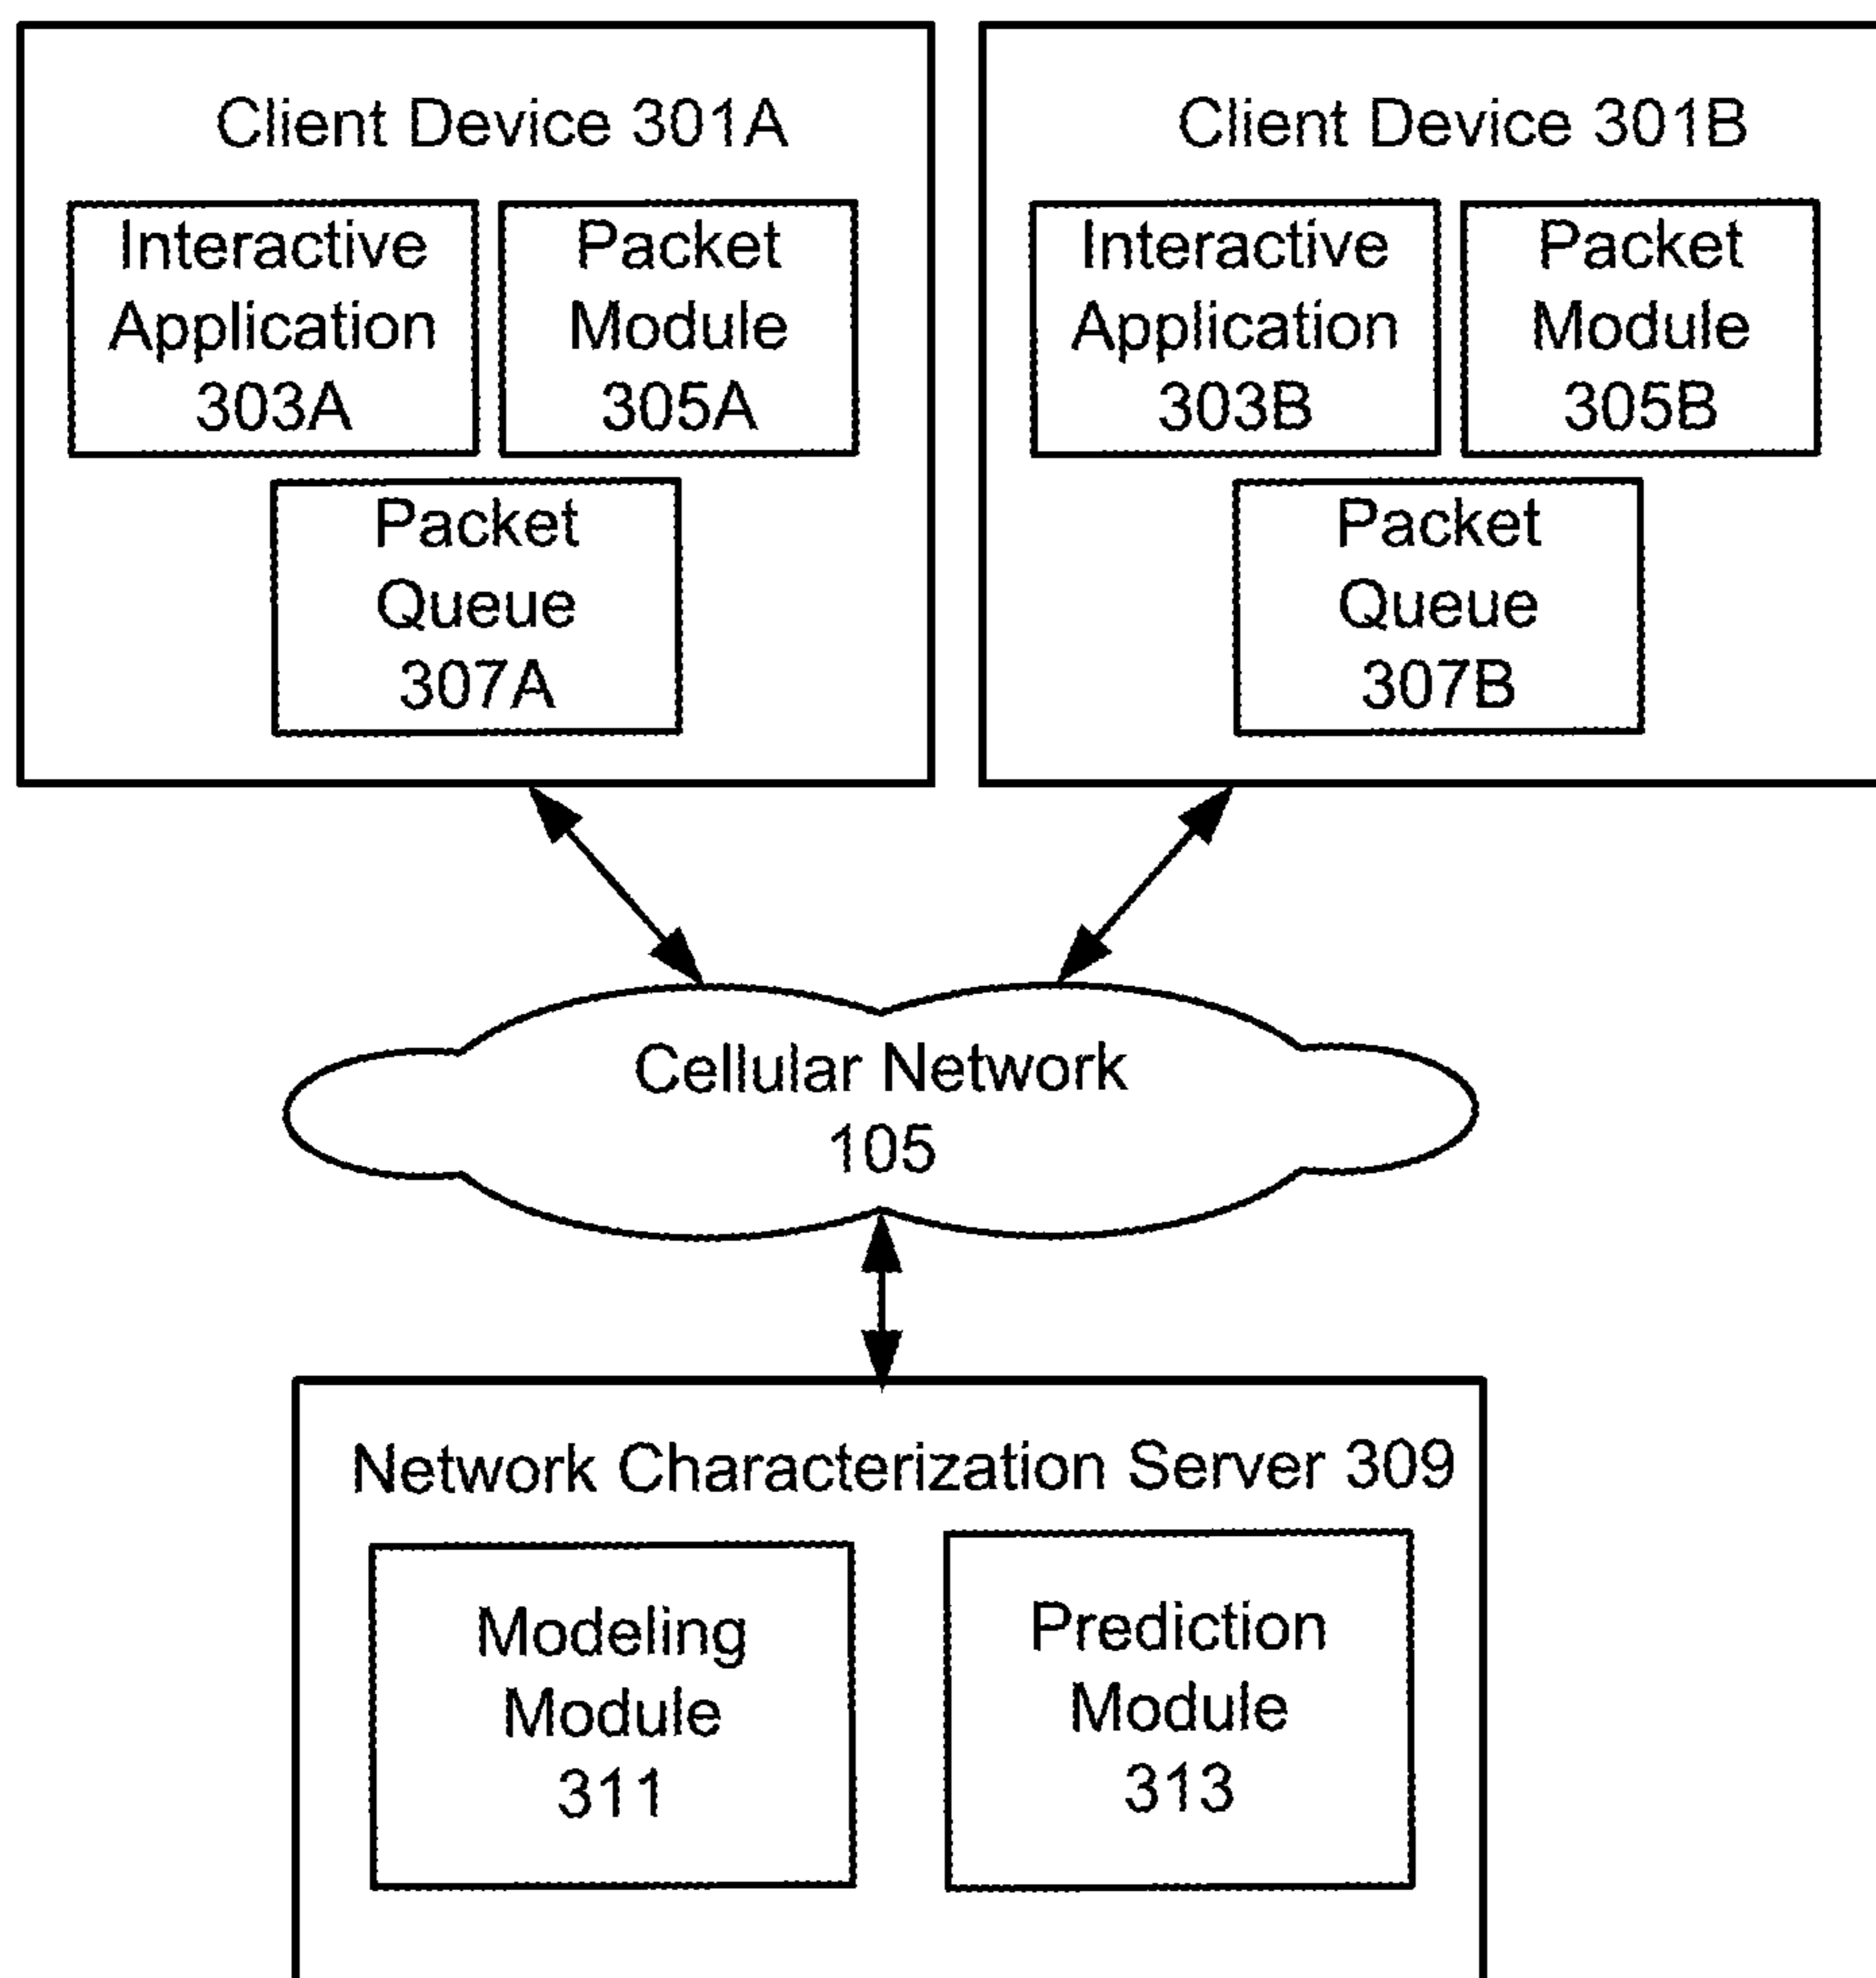 Client Device 301A
Interactive
Application
303A
Packet
Module
305A
Packet
Queue
307A
Client Device 301B
Interactive
Application
303B
Packet
Module
305B
Packet
Queue
307B
Cellular Network
105
Network Characterization Server 309
Modeling
Module
311
Prediction
Module
313